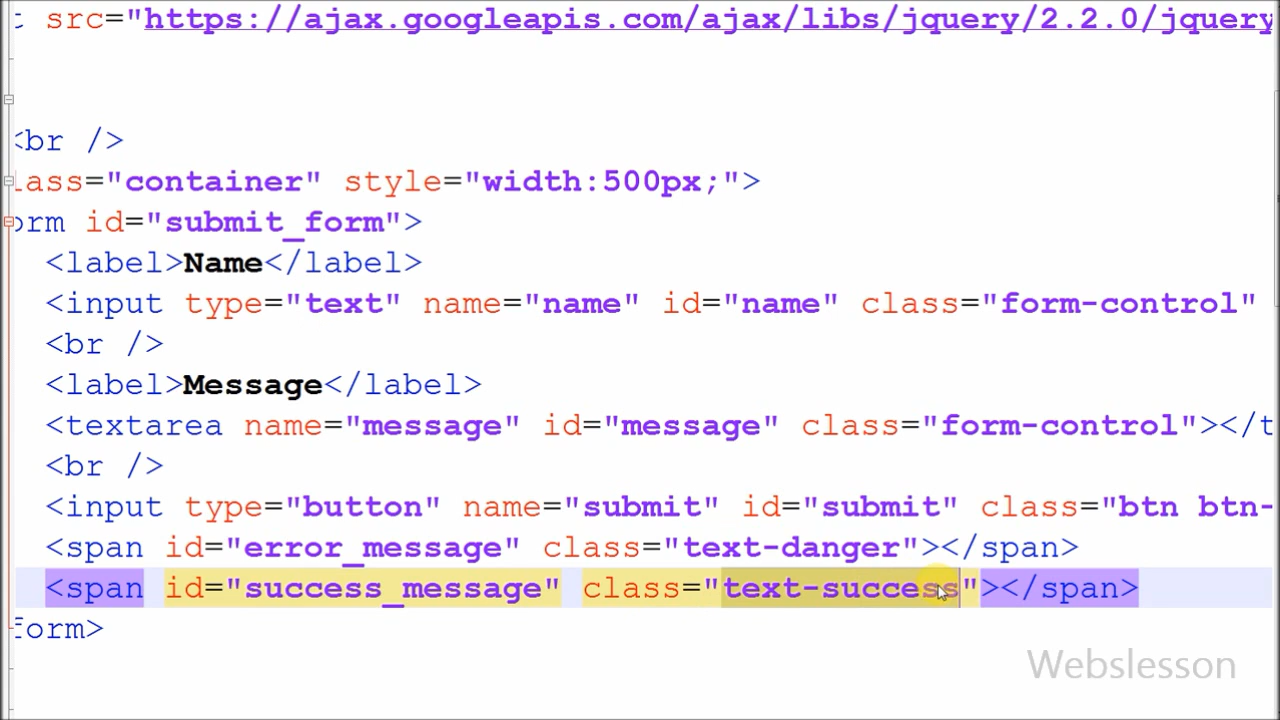 t src="https://ajax.googleapis.com/ajax/libs/jquery/2.2.0/jquery
<br />
lass="container" style="width:500px;">
orm id="submit_form">
<label>Name</label>
<input type="text" name="name" id="name" class="form-control"
<br />
<label>Message</label>
<textarea name="message" id="message" class="form-control"></t
<br />
<input type="button" name="submit" id="submit" class="btn btn-
<span id="error_message" class="text-danger"></span>
<span id="success_message" class="text-success"></span>
form>
Webslesson